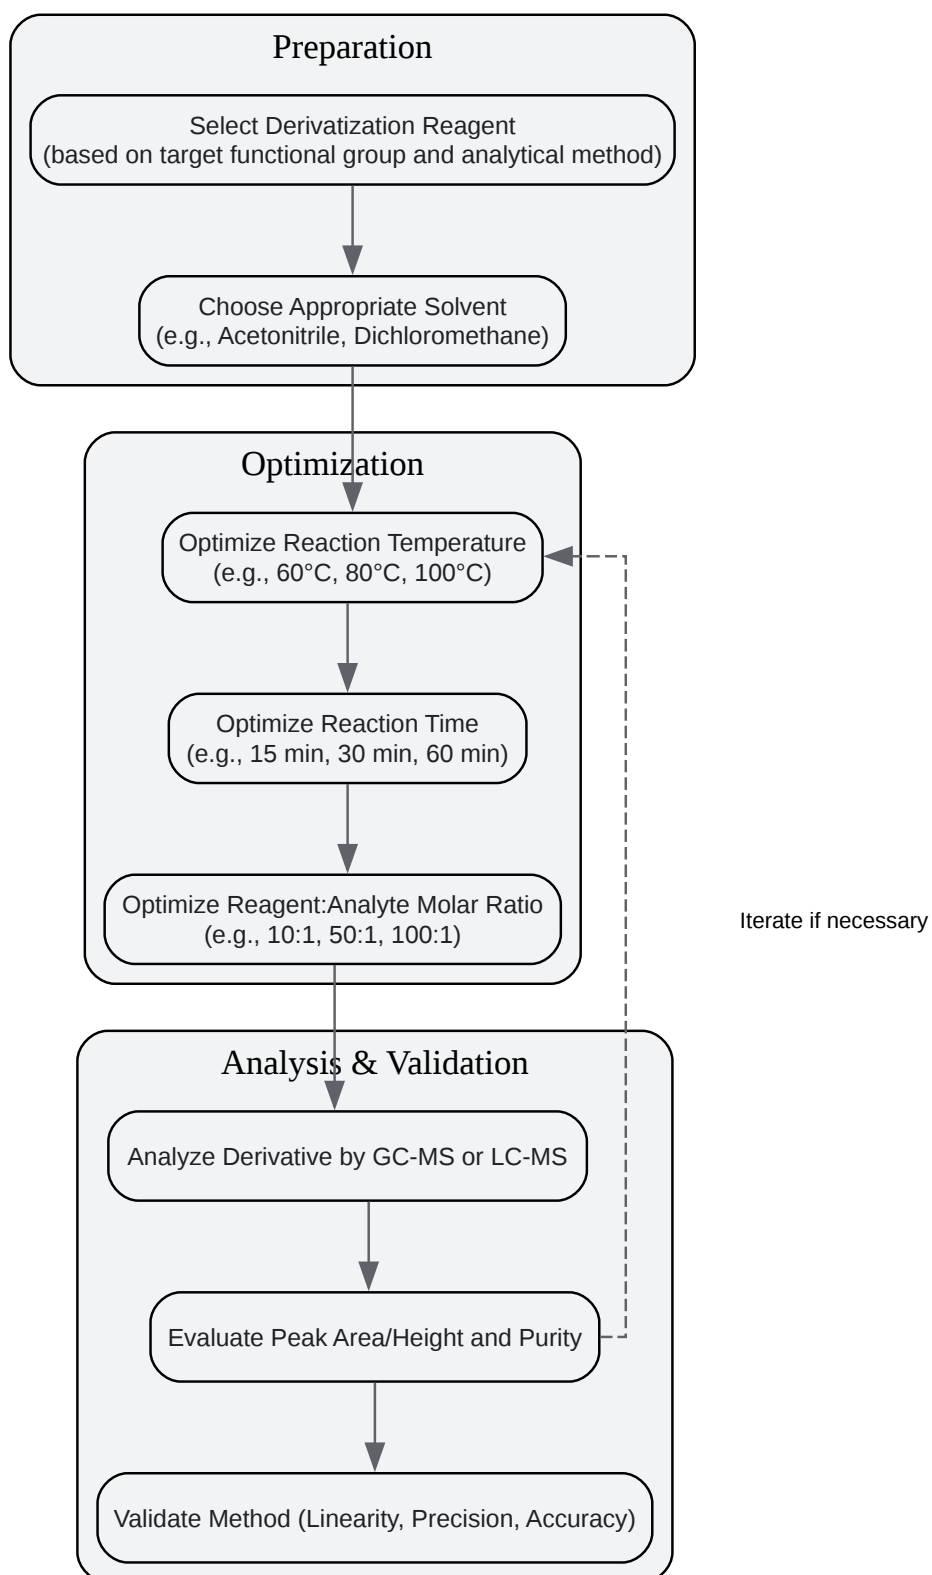 Preparation
Select Derivatization Reagent
(based on target functional group and analytical method)
Choose Appropriate Solvent
(e.g., Acetonitrile, Dichloromethane)
Optimization
Optimize Reaction Temperature
(e.g., 60°C, 80°C, 100°C)
Optimize Reaction Time
(e.g., 15 min, 30 min, 60 min)
Optimize Reagent:Analyte Molar Ratio
(e.g., 10:1, 50:1, 100:1)
Iterate if necessary
Analysis & Validation
Analyze Derivative by GC-MS or LC-MS
Evaluate Peak Area/Height and Purity
Validate Method (Linearity, Precision, Accuracy)